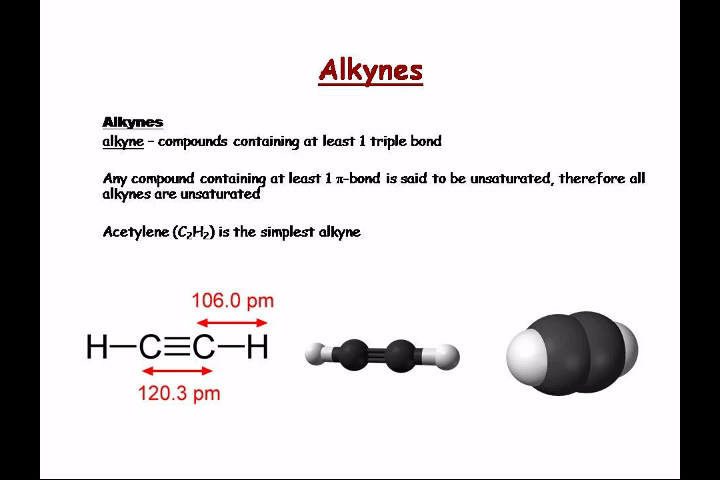 Alkynes
Alkynes
alkyne – compounds containing at least 1 triple bond
Any compound containing at least 1 π-bond is said to be unsaturated, therefore all
alkynes are unsaturated
Acetylene (C₂H₂) is the simplest alkyne
106.0 pm
H–C≡C–H
120.3 pm